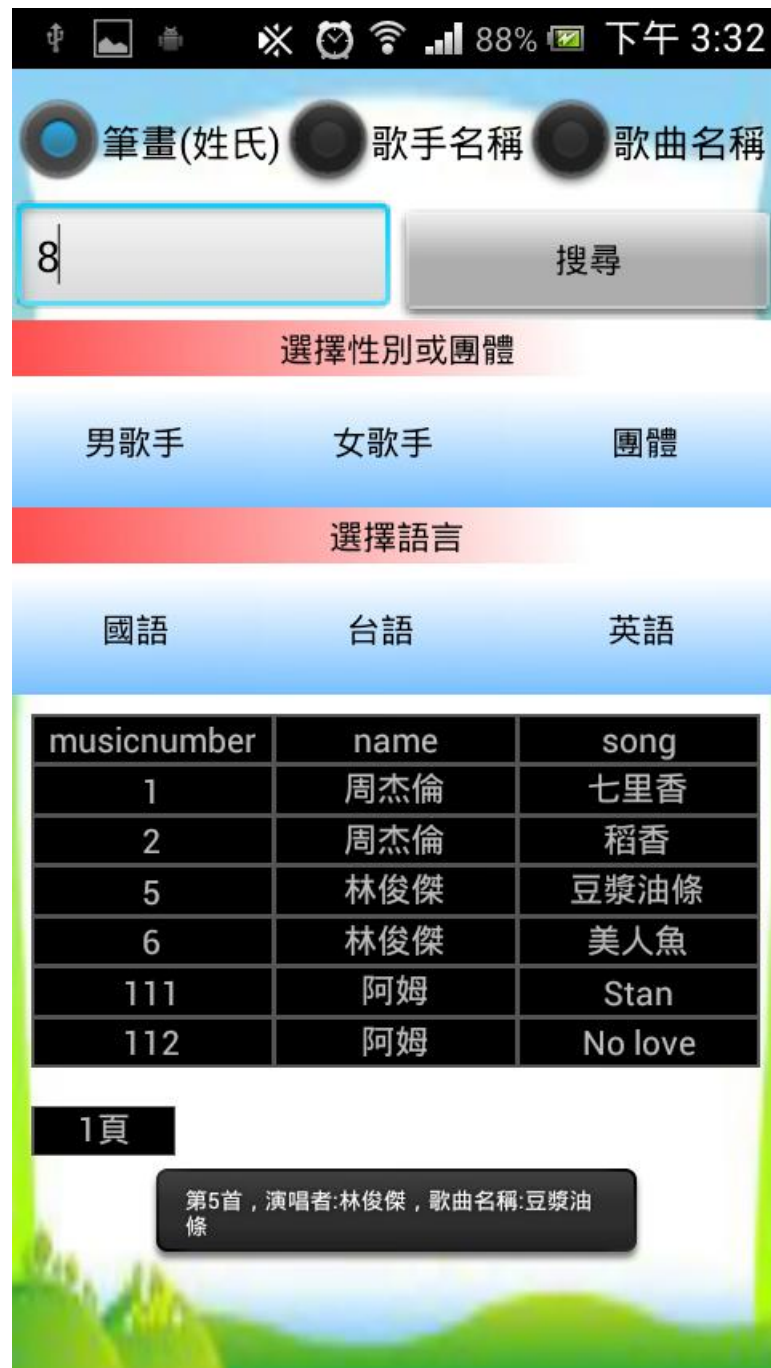 88% 下午 3:32
筆畫(姓氏) 歌手名稱 歌曲名稱
8 搜尋
選擇性別或團體
男歌手 女歌手 團體
選擇語言
國語 台語 英語
musicnumber name song
1 周杰倫 七里香
2 周杰倫 稻香
5 林俊傑 豆漿油條
6 林俊傑 美人魚
111 阿姆 Stan
112 阿姆 No love
1頁
第5首，演唱者:林俊傑，歌曲名稱:豆漿油
條